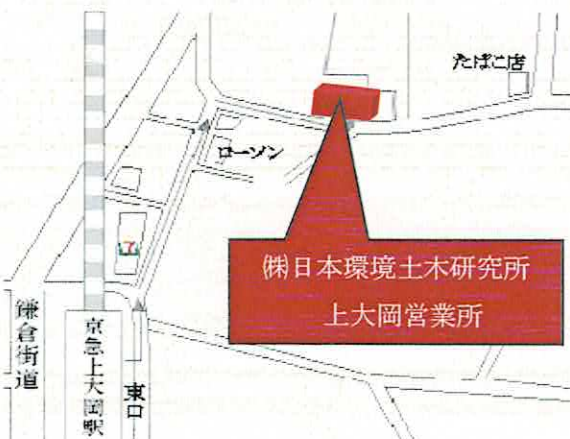 たばこ店
ローソン
7
㈱日本環境土木研究所
上大岡営業所
鎌倉街道
京急上大岡駅
東口